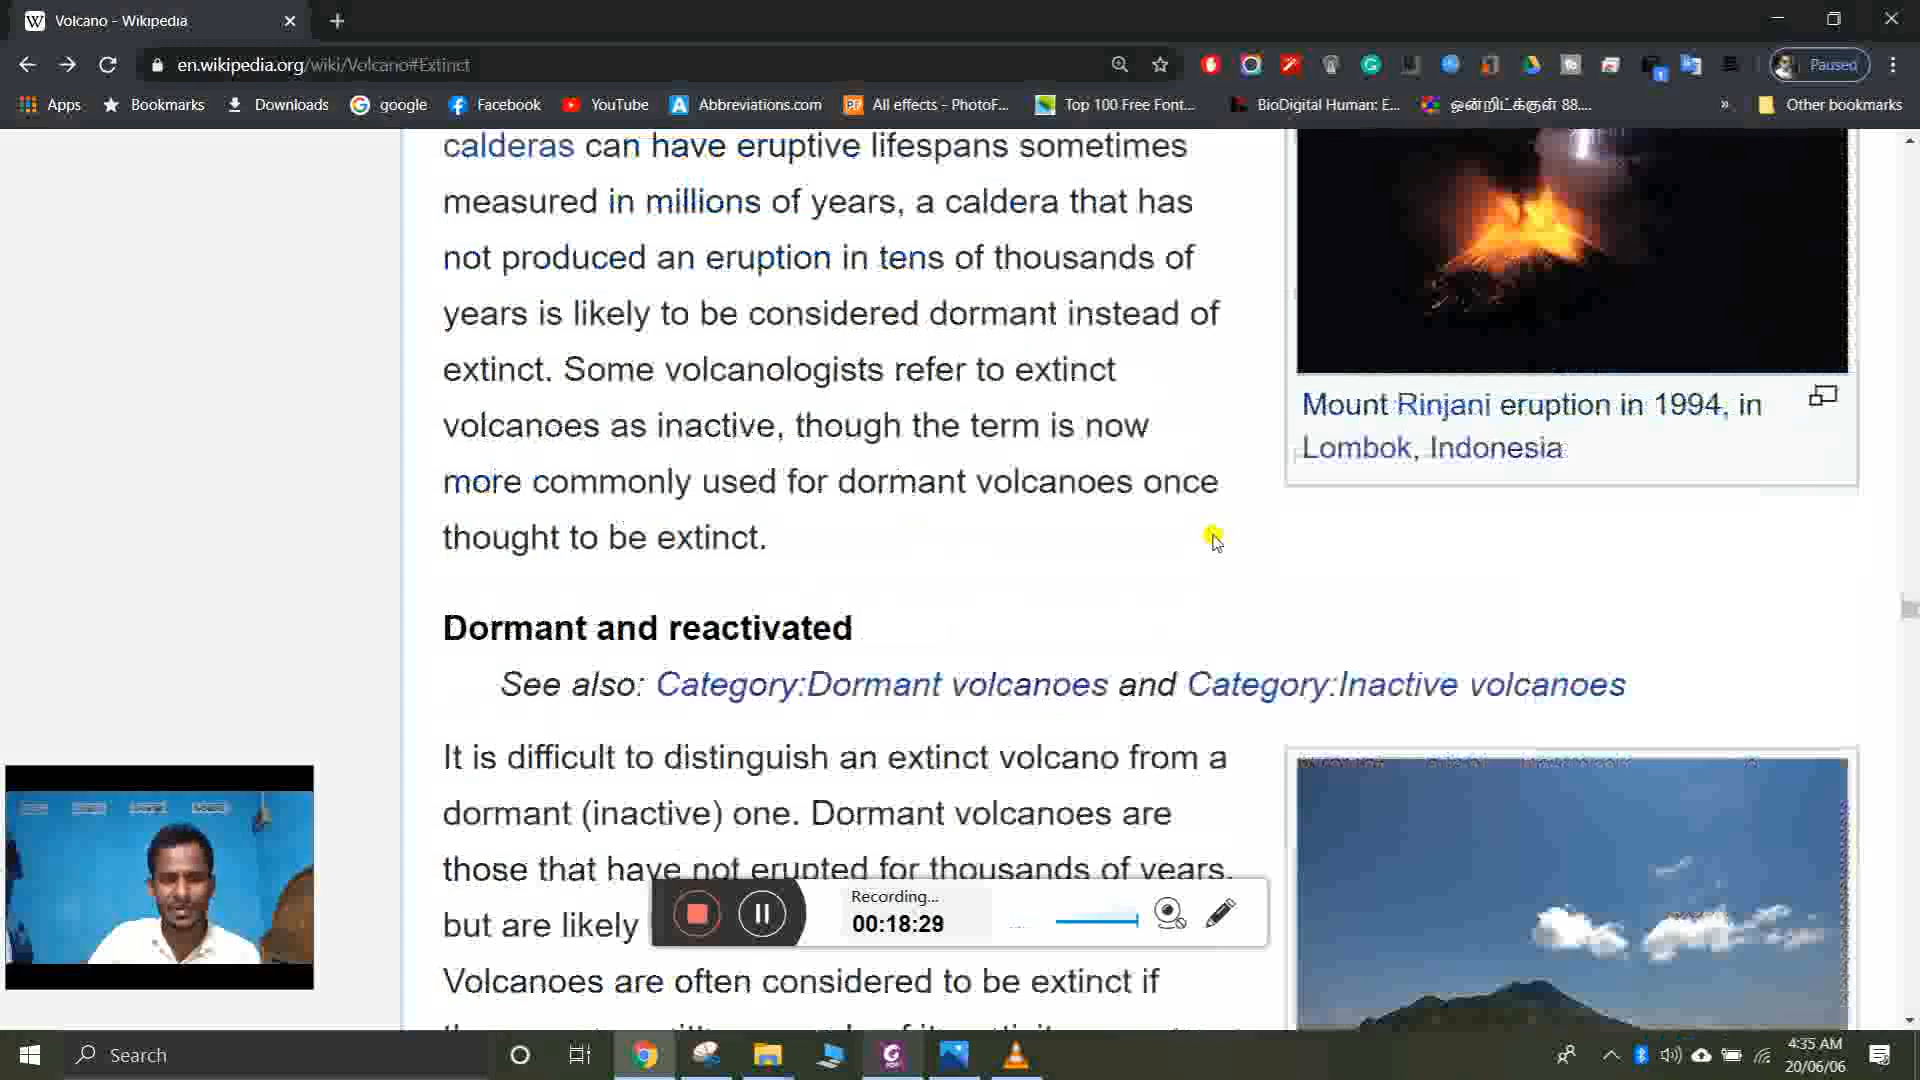 Volcano - Wikipedia
en.wikipedia.org/wiki/Volcano#Extinct
Paused
Apps
Bookmarks
Downloads
google
Facebook
YouTube
Abbreviations.com
All effects - PhotoF...
Top 100 Free Font...
BioDigital Human: E...
ஒன்றிட்க்குள் 88....
»
Other bookmarks
calderas can have eruptive lifespans sometimes
measured in millions of years, a caldera that has
not produced an eruption in tens of thousands of
years is likely to be considered dormant instead of
extinct. Some volcanologists refer to extinct
volcanoes as inactive, though the term is now
more commonly used for dormant volcanoes once
thought to be extinct.
Mount Rinjani eruption in 1994, in
Lombok, Indonesia
Dormant and reactivated
See also: Category:Dormant volcanoes and Category:Inactive volcanoes
It is difficult to distinguish an extinct volcano from a
dormant (inactive) one. Dormant volcanoes are
those that have not erupted for thousands of years,
but are likely
Volcanoes are often considered to be extinct if
Recording...
00:18:29
Search
4:35 AM
20/06/06